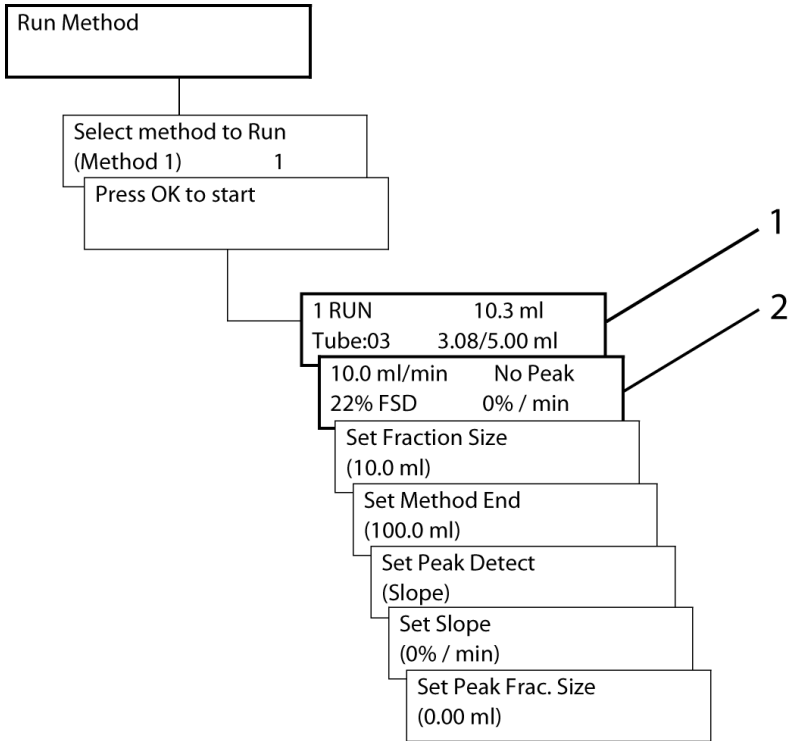 Run Method
Select method to Run
(Method 1) 1
Press OK to start
1
1 RUN 10.3 ml
Tube:03 3.08/5.00 ml
2
10.0 ml/min No Peak
22% FSD 0% / min
Set Fraction Size
(10.0 ml)
Set Method End
(100.0 ml)
Set Peak Detect
(Slope)
Set Slope
(0% / min)
Set Peak Frac. Size
(0.00 ml)